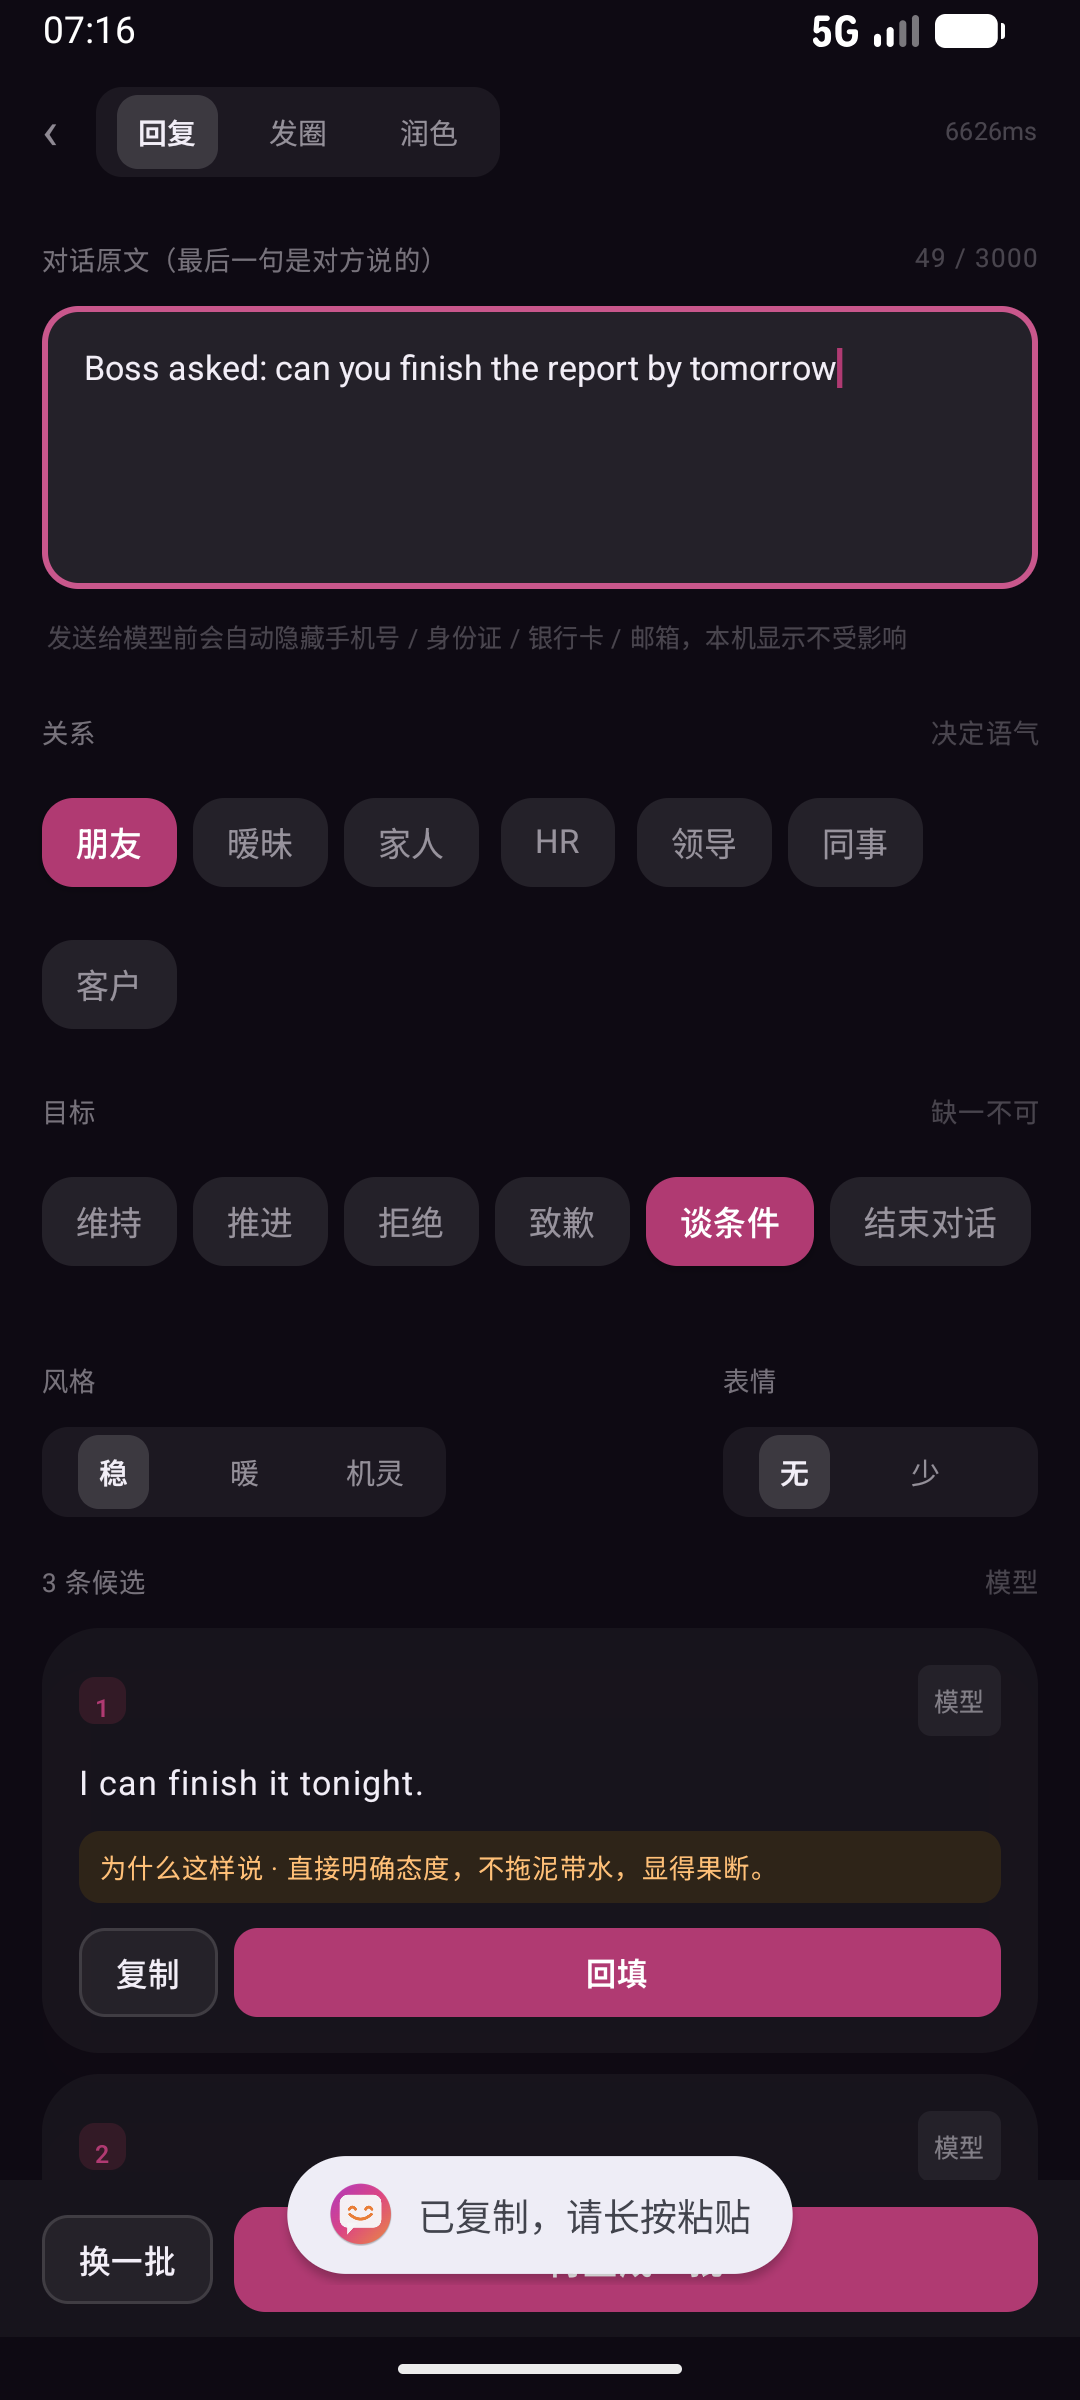 07:16
5G
‹
回复 发圈 润色
6626ms
对话原文（最后一句是对方说的） 49 / 3000
Boss asked: can you finish the report by tomorrow
发送给模型前会自动隐藏手机号 / 身份证 / 银行卡 / 邮箱，本机显示不受影响
关系 决定语气
朋友 暧昧 家人 HR 领导 同事
客户
目标 缺一不可
维持 推进 拒绝 致歉 谈条件 结束对话
风格 表情
稳 暖 机灵 无 少
3 条候选 模型
1 模型
I can finish it tonight.
为什么这样说 · 直接明确态度，不拖泥带水，显得果断。
复制 回填
2 模型
已复制，请长按粘贴
换一批